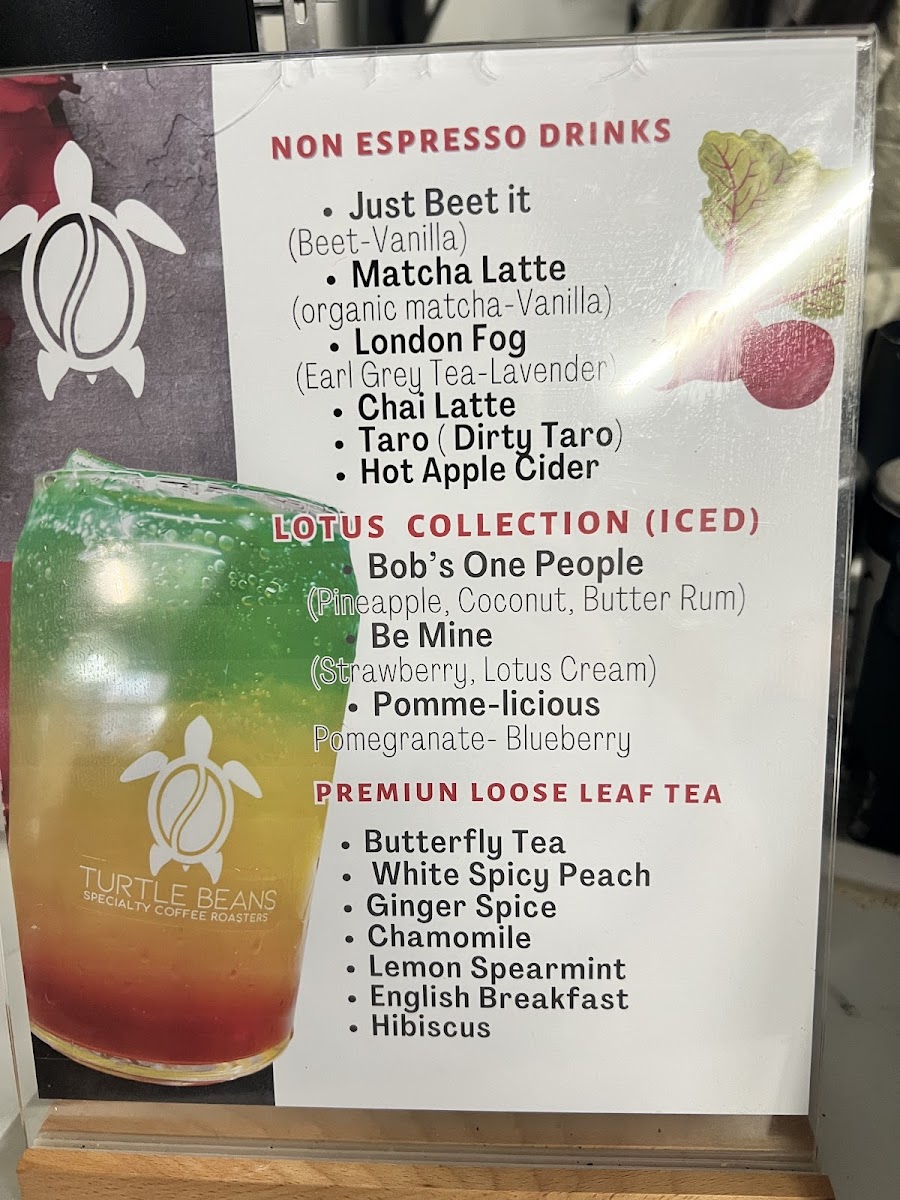 NON ESPRESSO DRINKS
• Just Beet it
(Beet-Vanilla)
• Matcha Latte
(organic matcha-Vanilla)
• London Fog
(Earl Grey Tea-Lavender)
• Chai Latte
• Taro ( Dirty Taro)
• Hot Apple Cider
LOTUS COLLECTION (ICED)
• Bob's One People
(Pineapple, Coconut, Butter Rum)
• Be Mine
(Strawberry, Lotus Cream)
• Pomme-licious
Pomegranate- Blueberry
PREMIUN LOOSE LEAF TEA
• Butterfly Tea
• White Spicy Peach
• Ginger Spice
• Chamomile
• Lemon Spearmint
• English Breakfast
• Hibiscus
TURTLE BEANS
SPECIALTY COFFEE ROASTERS